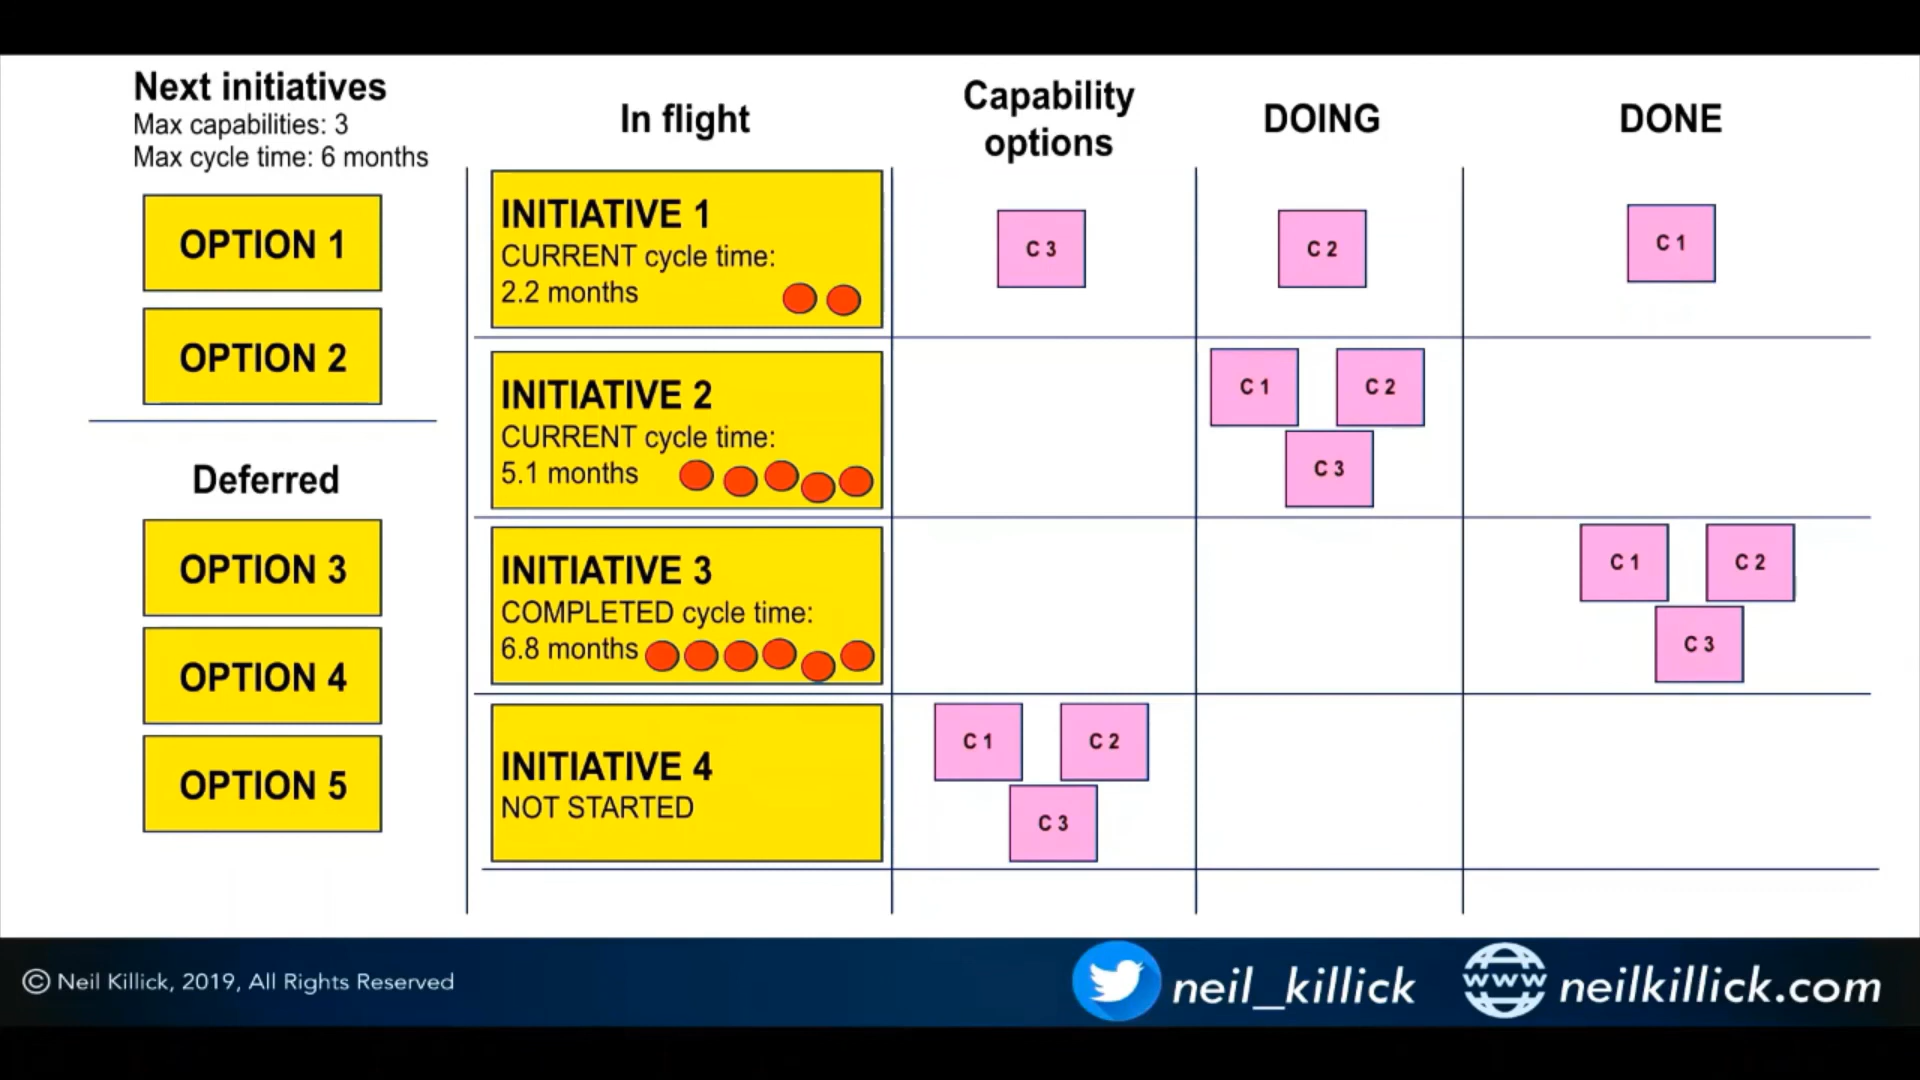 Next initiatives
Max capabilities: 3
Max cycle time: 6 months
OPTION 1
OPTION 2
Deferred
OPTION 3
OPTION 4
OPTION 5
In flight
Capability
options
DOING
DONE
INITIATIVE 1
CURRENT cycle time:
2.2 months
C 3
C 2
C 1
INITIATIVE 2
CURRENT cycle time:
5.1 months
C 1
C 2
C 3
INITIATIVE 3
COMPLETED cycle time:
6.8 months
C 1
C 2
C 3
INITIATIVE 4
NOT STARTED
C 1
C 2
C 3
© Neil Killick, 2019, All Rights Reserved
neil_killick
www
neilkillick.com